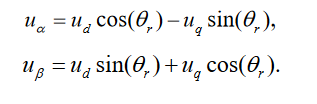 u_α = u_d cos(θ_r) − u_q sin(θ_r),
u_β = u_d sin(θ_r) + u_q cos(θ_r).